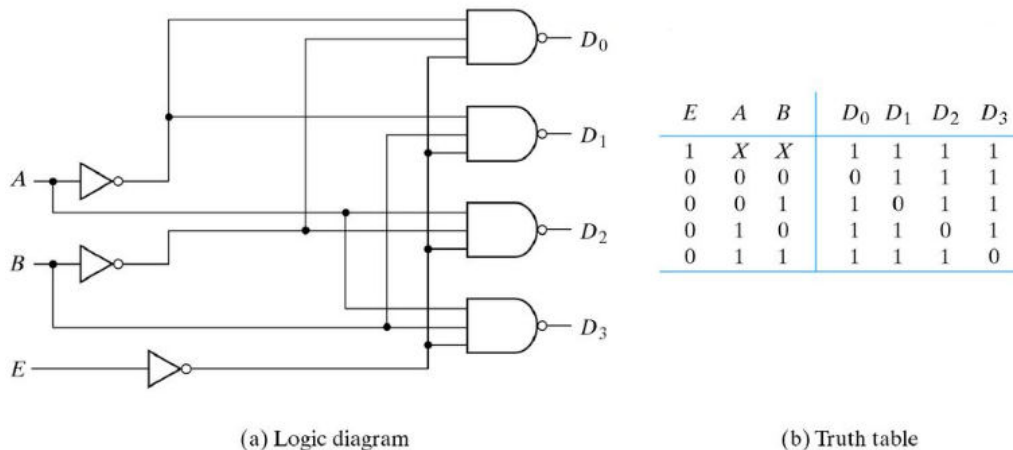 D0
D1
A
D2
B
D3
E
(a) Logic diagram
E A B D0 D1 D2 D3
1 X X 1 1 1 1
0 0 0 0 1 1 1
0 0 1 1 0 1 1
0 1 0 1 1 0 1
0 1 1 1 1 1 0
(b) Truth table